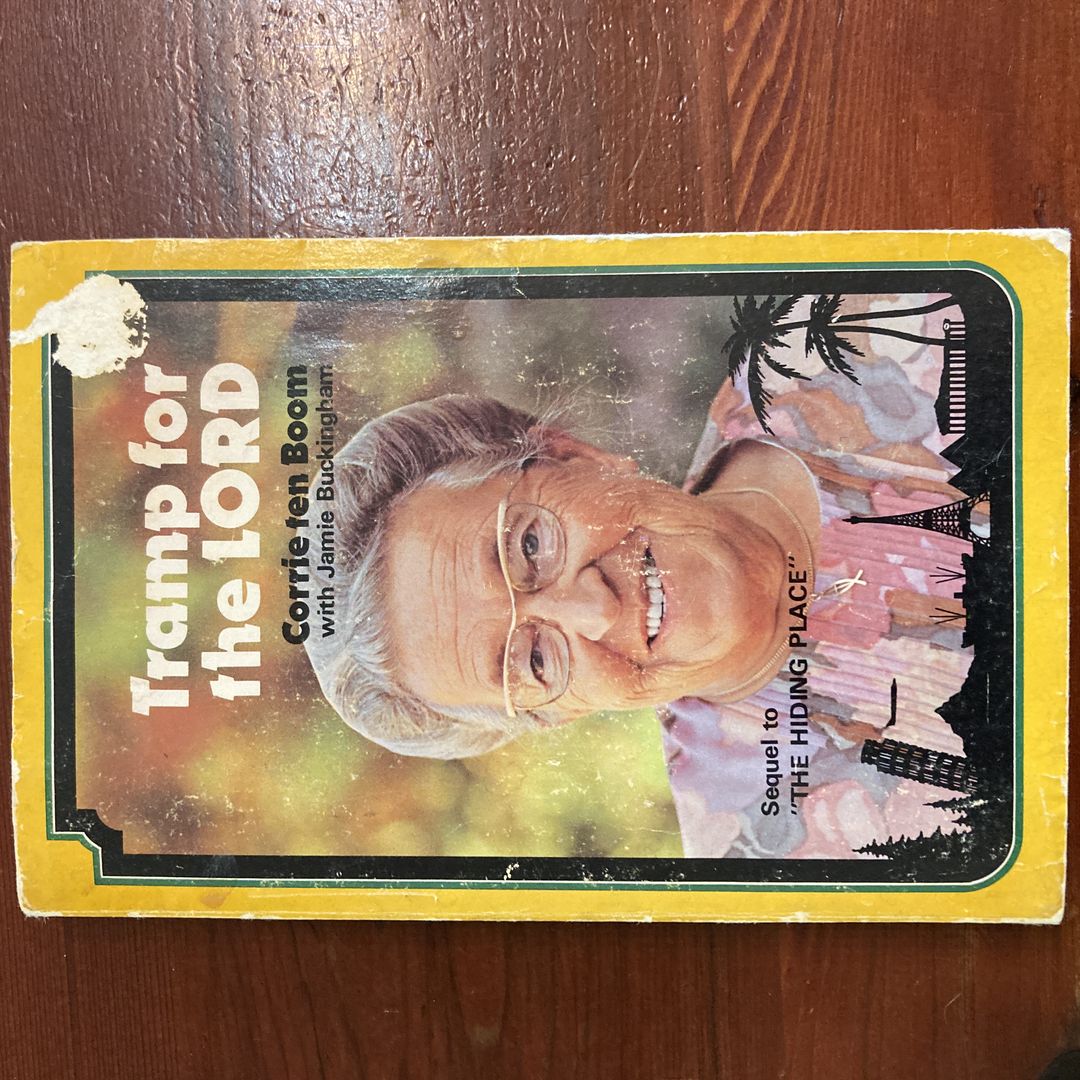 Tramp for
the LORD
Corrie ten Boom
with Jamie Buckingham
Sequel to
"THE HIDING PLACE"